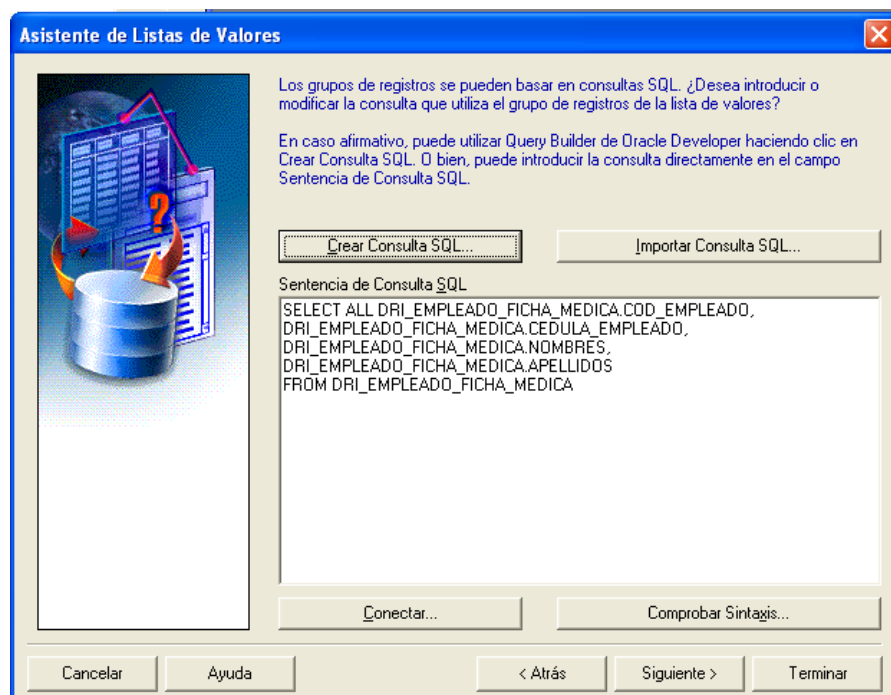 Asistente de Listas de Valores
Los grupos de registros se pueden basar en consultas SQL. ¿Desea introducir o
modificar la consulta que utiliza el grupo de registros de la lista de valores?
En caso afirmativo, puede utilizar Query Builder de Oracle Developer haciendo clic en
Crear Consulta SQL. O bien, puede introducir la consulta directamente en el campo
Sentencia de Consulta SQL.
Crear Consulta SQL... Importar Consulta SQL...
Sentencia de Consulta SQL
SELECT ALL DRI_EMPLEADO_FICHA_MEDICA.COD_EMPLEADO,
DRI_EMPLEADO_FICHA_MEDICA.CEDULA_EMPLEADO,
DRI_EMPLEADO_FICHA_MEDICA.NOMBRES,
DRI_EMPLEADO_FICHA_MEDICA.APELLIDOS
FROM DRI_EMPLEADO_FICHA_MEDICA
Conectar... Comprobar Sintaxis...
Cancelar Ayuda < Atrás Siguiente > Terminar